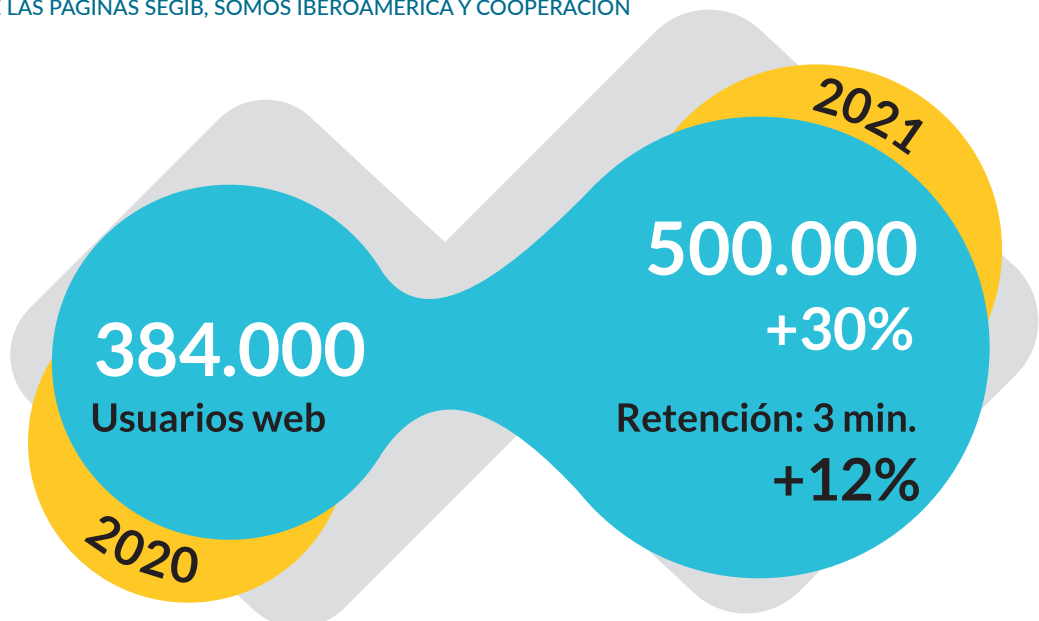 LAS PÁGINAS SEGIB, SOMOS IBEROAMÉRICA Y COOPERACIÓN
2021
500.000
+30%
384.000
Usuarios web
Retención: 3 min.
+12%
2020